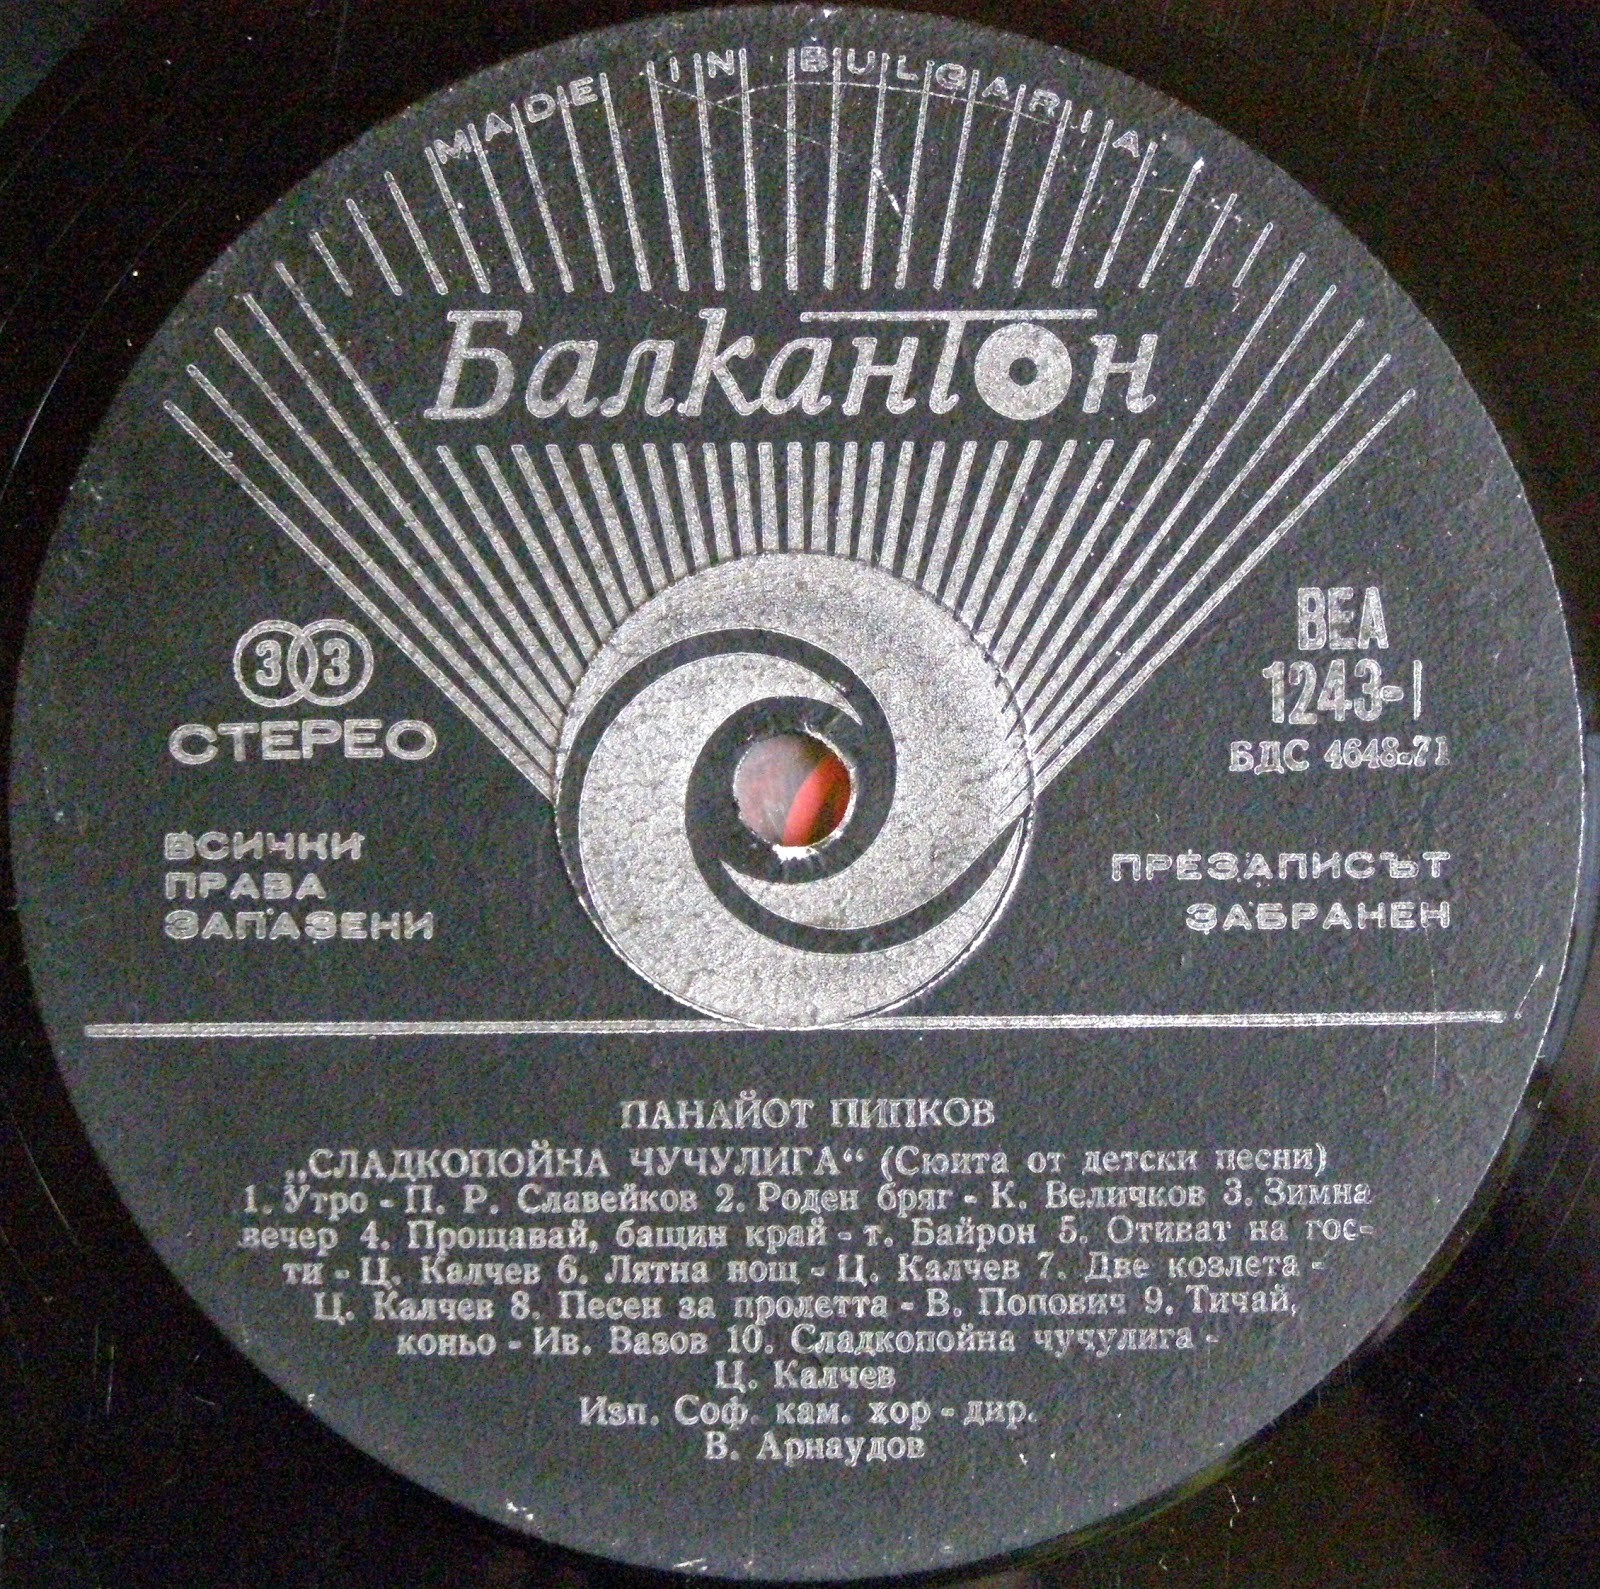 MADE IN BULGARIA
Балкантон
33
СТЕРЕО
ВЕА
1243-I
БДС 4648-71
ВСИЧКИ
ПРАВА
ЗАПАЗЕНИ
ПРЕЗАПИСЪТ
ЗАБРАНЕН
ПАНАЙОТ ПИПКОВ
„СЛАДКОПОЙНА ЧУЧУЛИГА“ (Сюита от детски песни)
1. Утро - П. Р. Славейков 2. Роден бряг - К. Величков 3. Зимна
вечер 4. Прощавай, бащин край - т. Байрон 5. Отиват на гос-
ти - Ц. Калчев 6. Лятна нощ - Ц. Калчев 7. Две козлета -
Ц. Калчев 8. Песен за пролетта - В. Попович 9. Тичай,
коньо - Ив. Вазов 10. Сладкопойна чучулига -
Ц. Калчев
Изп. Соф. кам. хор - дир.
В. Арнаудов